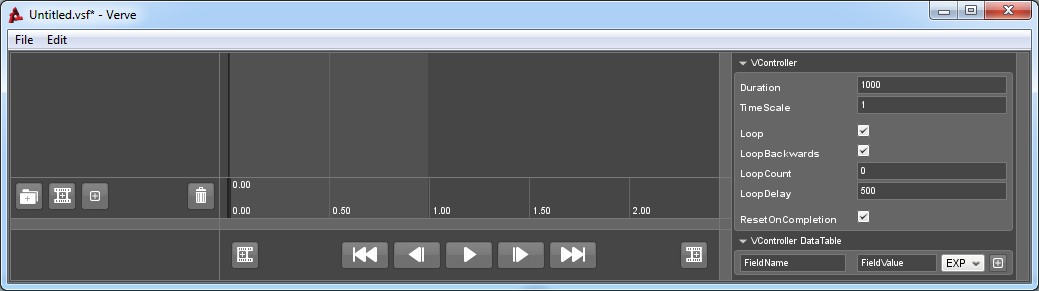 Untitled.vsf* - Verve
File Edit
VController
Duration 1000
TimeScale 1
Loop
LoopBackwards
LoopCount 0
LoopDelay 500
ResetOnCompletion
VController DataTable
FieldName FieldValue EXP
0.00
0.00 0.50 1.00 1.50 2.00